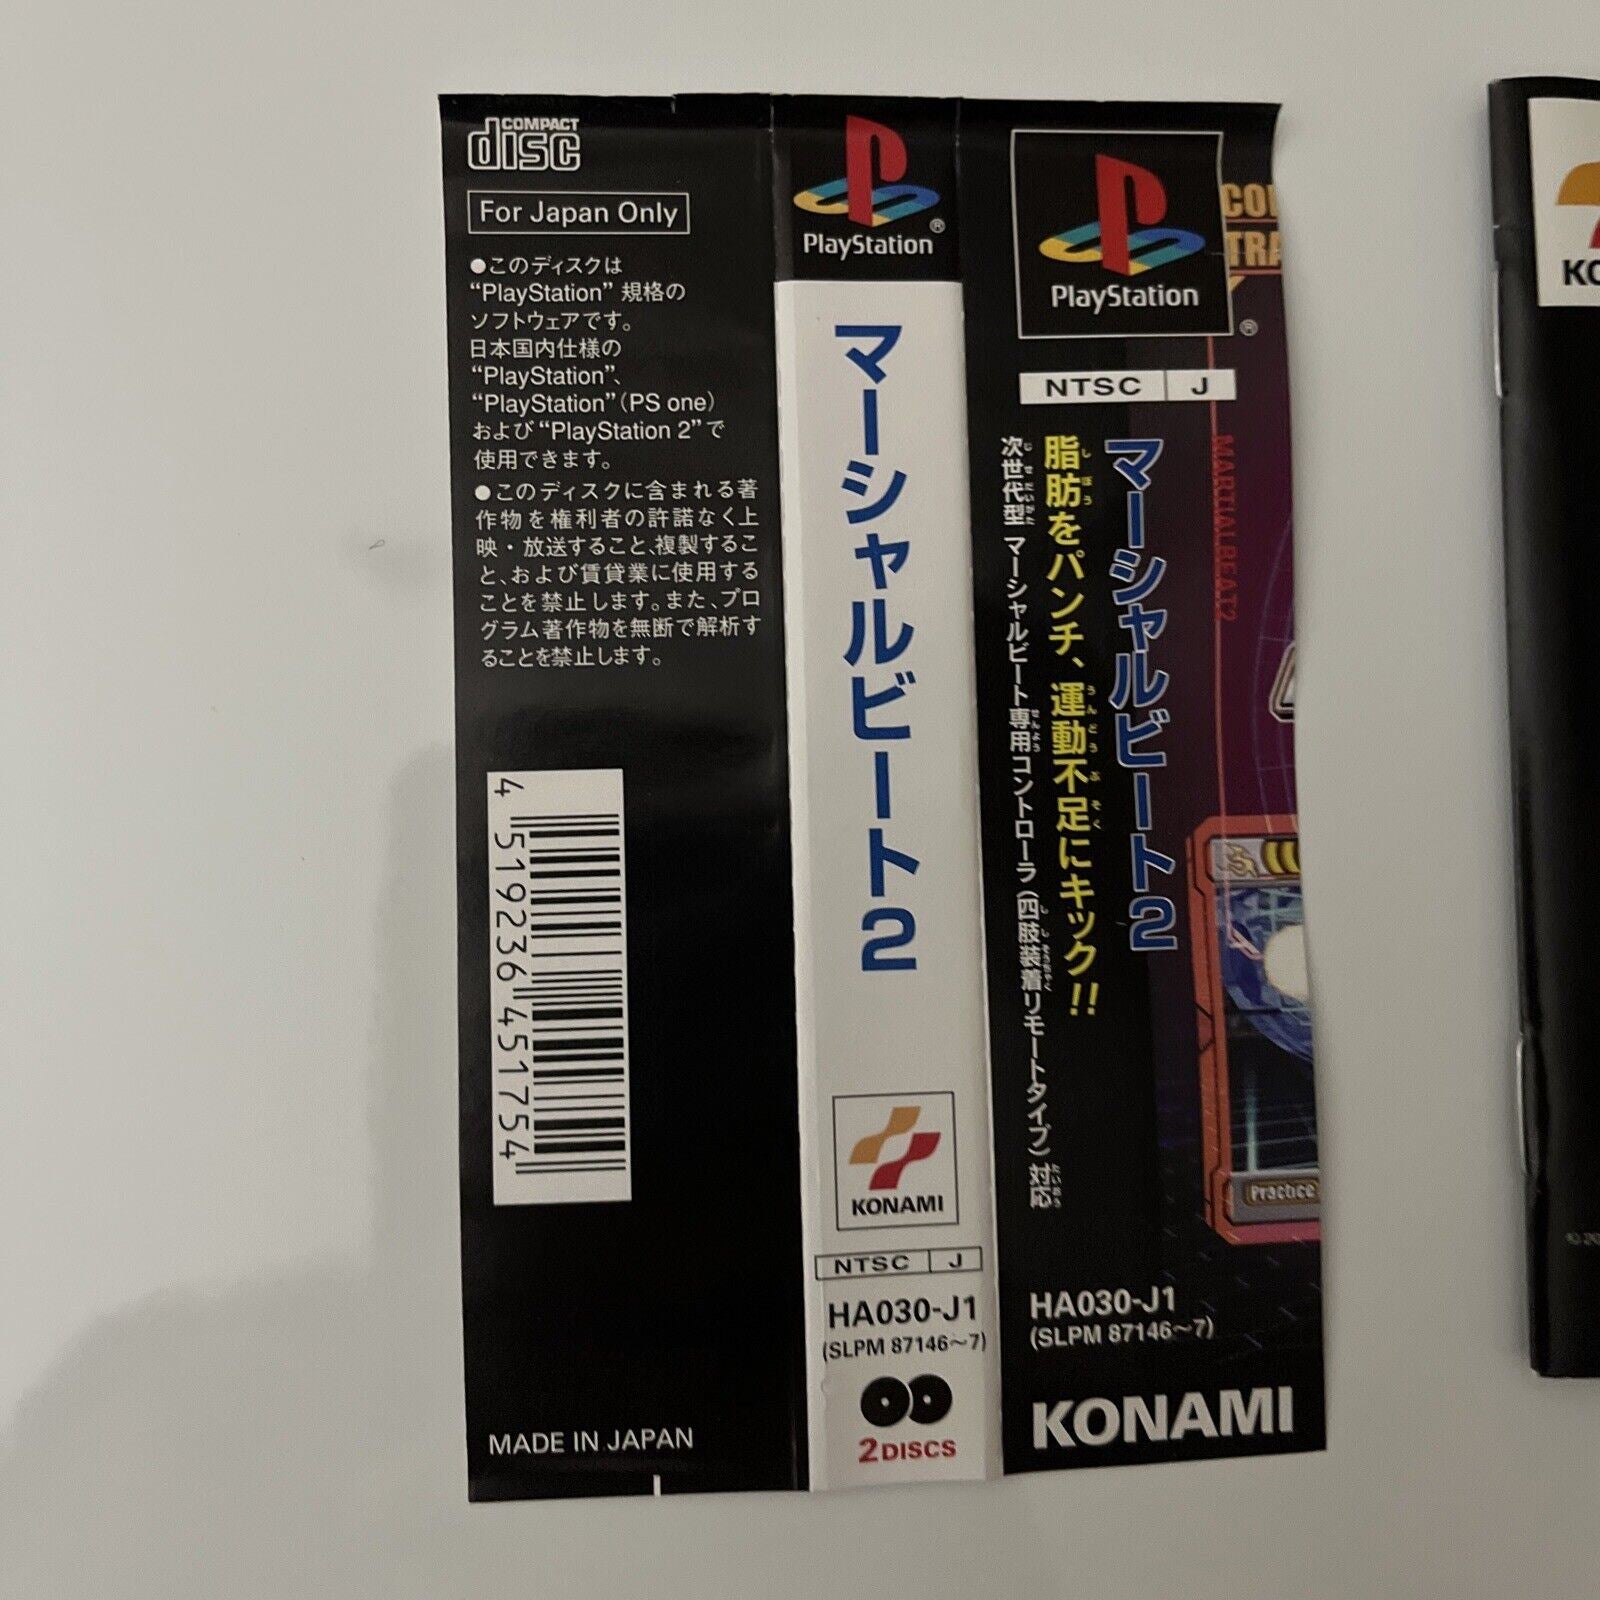 COMPACT
disc
For Japan Only
●このディスクは
“PlayStation” 規格の
ソフトウェアです。
日本国内仕様の
“PlayStation”、
“PlayStation”（PS one）
および“PlayStation 2”で
使用できます。
●このディスクに含まれる著
作物を権利者の許諾なく上
映・放送すること、複製するこ
と、および賃貸業に使用する
ことを禁止します。また、プロ
グラム著作物を無断で解析す
ることを禁止します。
4 519236 451754
MADE IN JAPAN
PlayStation®
マーシャルビート2
KONAMI
NTSC J
HA030-J1
(SLPM 87146～7)
2 DISCS
PlayStation
®
NTSC J
マーシャルビート2
脂肪をパンチ、運動不足にキック!!
次世代型 マーシャルビート専用コントローラ（四肢装着リモートタイプ）対応
HA030-J1
(SLPM 87146～7)
KONAMI
MARTIALBEAT2
Practice